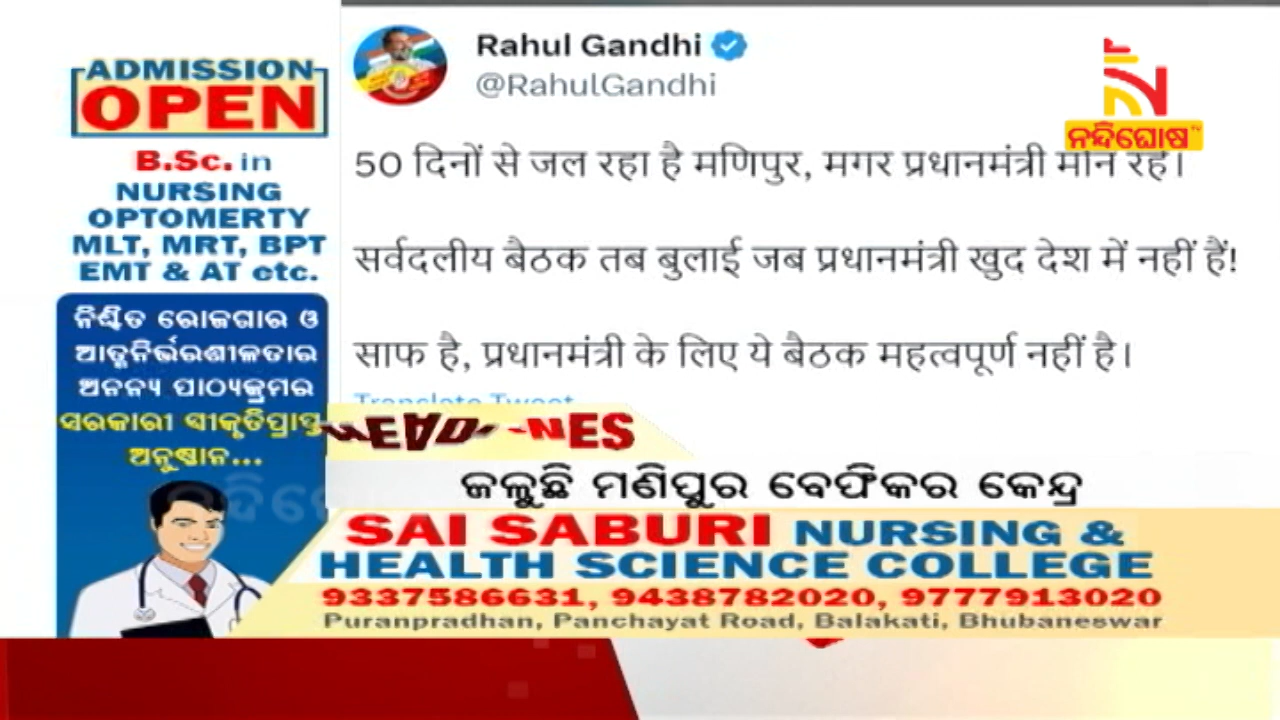 Rahul Gandhi
@RahulGandhi
ନନ୍ଦିଘୋଷ TV
50 दिनों से जल रहा है मणिपुर, मगर प्रधानमंत्री मौन रहे।
सर्वदलीय बैठक तब बुलाई जब प्रधानमंत्री खुद देश में नहीं हैं!
साफ है, प्रधानमंत्री के लिए ये बैठक महत्वपूर्ण नहीं है।
Translate Tweet
ADMISSION
OPEN
B.Sc. in
NURSING
OPTOMERTY
MLT, MRT, BPT
EMT & AT etc.
ନିଶ୍ଚିତ ରୋଜଗାର ଓ
ଆତ୍ମନିର୍ଭରଶୀଳତାର
ଅନନ୍ୟ ପାଠ୍ୟକ୍ରମର
ସରକାରୀ ସ୍ୱୀକୃତିପ୍ରାପ୍ତ
ଅନୁଷ୍ଠାନ...
ଜଳୁଛି ମଣିପୁର ବେଫିକର କେନ୍ଦ୍ର
SAI SABURI NURSING &
HEALTH SCIENCE COLLEGE
9337586631, 9438782020, 9777913020
Puranpradhan, Panchayat Road, Balakati, Bhubaneswar